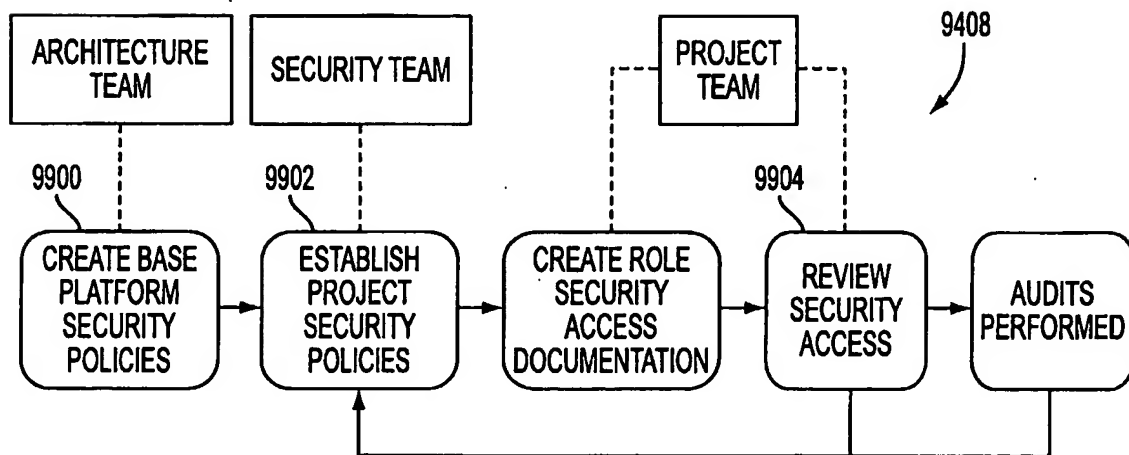 9408
ARCHITECTURE
TEAM
SECURITY TEAM
PROJECT
TEAM
9900
9902
9904
CREATE BASE
PLATFORM
SECURITY
POLICIES
ESTABLISH
PROJECT
SECURITY
POLICIES
CREATE ROLE
SECURITY
ACCESS
DOCUMENTATION
REVIEW
SECURITY
ACCESS
AUDITS
PERFORMED